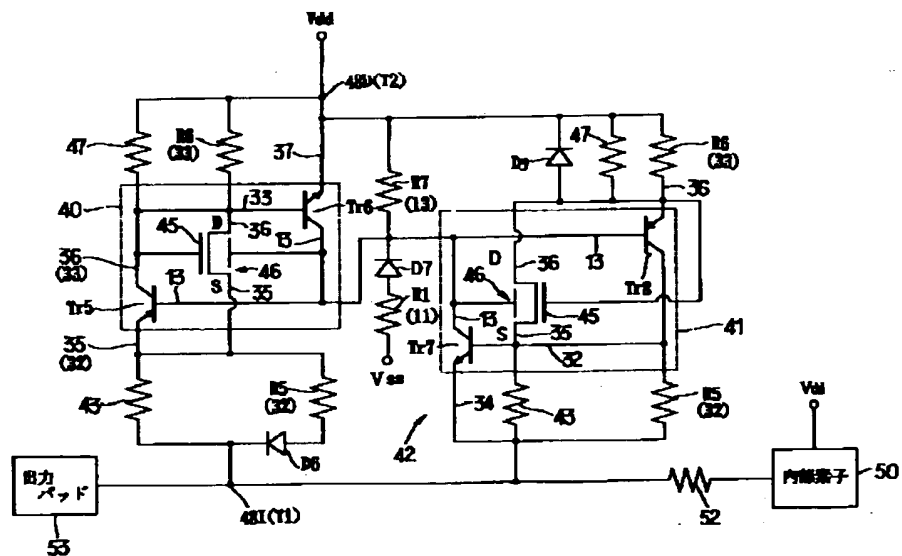 Vdd
48D(T2)
47
R6
(33)
37
D9
47
R6
(33)
40
33
Tr6
R7
(13)
36
45
D
36
13
13
36
(33)
46
D7
D
36
Tr8
13
S
35
R1
(11)
46
45
Tr5
13
S
35
41
35
(32)
Vss
Tr7
32
43
R5
(32)
34
43
R5
(32)
Vdd
D6
42
出力
パッド
内部素子
50
48I(T1)
52
53